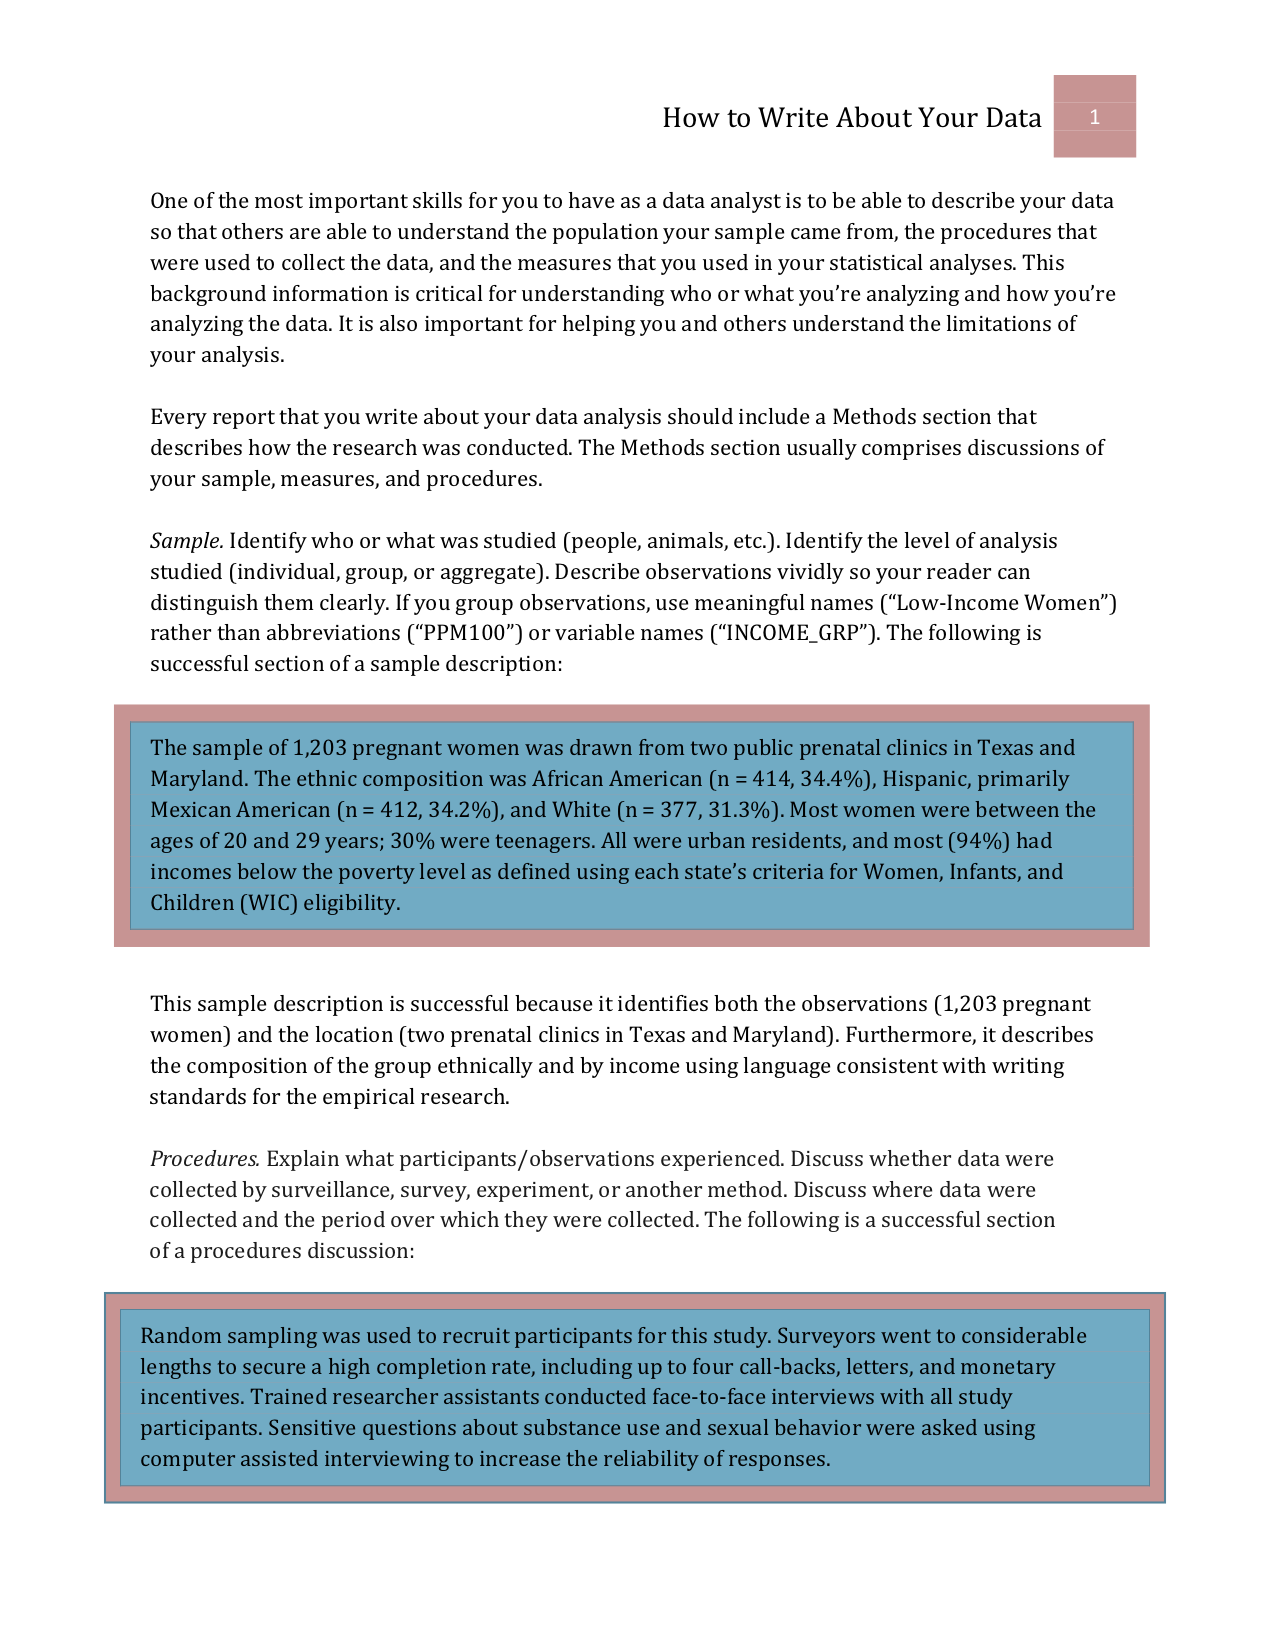 How to Write About Your Data 1
One of the most important skills for you to have as a data analyst is to be able to describe your data
so that others are able to understand the population your sample came from, the procedures that
were used to collect the data, and the measures that you used in your statistical analyses. This
background information is critical for understanding who or what you’re analyzing and how you’re
analyzing the data. It is also important for helping you and others understand the limitations of
your analysis.
Every report that you write about your data analysis should include a Methods section that
describes how the research was conducted. The Methods section usually comprises discussions of
your sample, measures, and procedures.
Sample. Identify who or what was studied (people, animals, etc.). Identify the level of analysis
studied (individual, group, or aggregate). Describe observations vividly so your reader can
distinguish them clearly. If you group observations, use meaningful names (“Low-Income Women”)
rather than abbreviations (“PPM100”) or variable names (“INCOME_GRP”). The following is
successful section of a sample description:
The sample of 1,203 pregnant women was drawn from two public prenatal clinics in Texas and
Maryland. The ethnic composition was African American (n = 414, 34.4%), Hispanic, primarily
Mexican American (n = 412, 34.2%), and White (n = 377, 31.3%). Most women were between the
ages of 20 and 29 years; 30% were teenagers. All were urban residents, and most (94%) had
incomes below the poverty level as defined using each state’s criteria for Women, Infants, and
Children (WIC) eligibility.
This sample description is successful because it identifies both the observations (1,203 pregnant
women) and the location (two prenatal clinics in Texas and Maryland). Furthermore, it describes
the composition of the group ethnically and by income using language consistent with writing
standards for the empirical research.
Procedures. Explain what participants/observations experienced. Discuss whether data were
collected by surveillance, survey, experiment, or another method. Discuss where data were
collected and the period over which they were collected. The following is a successful section
of a procedures discussion:
Random sampling was used to recruit participants for this study. Surveyors went to considerable
lengths to secure a high completion rate, including up to four call-backs, letters, and monetary
incentives. Trained researcher assistants conducted face-to-face interviews with all study
participants. Sensitive questions about substance use and sexual behavior were asked using
computer assisted interviewing to increase the reliability of responses.